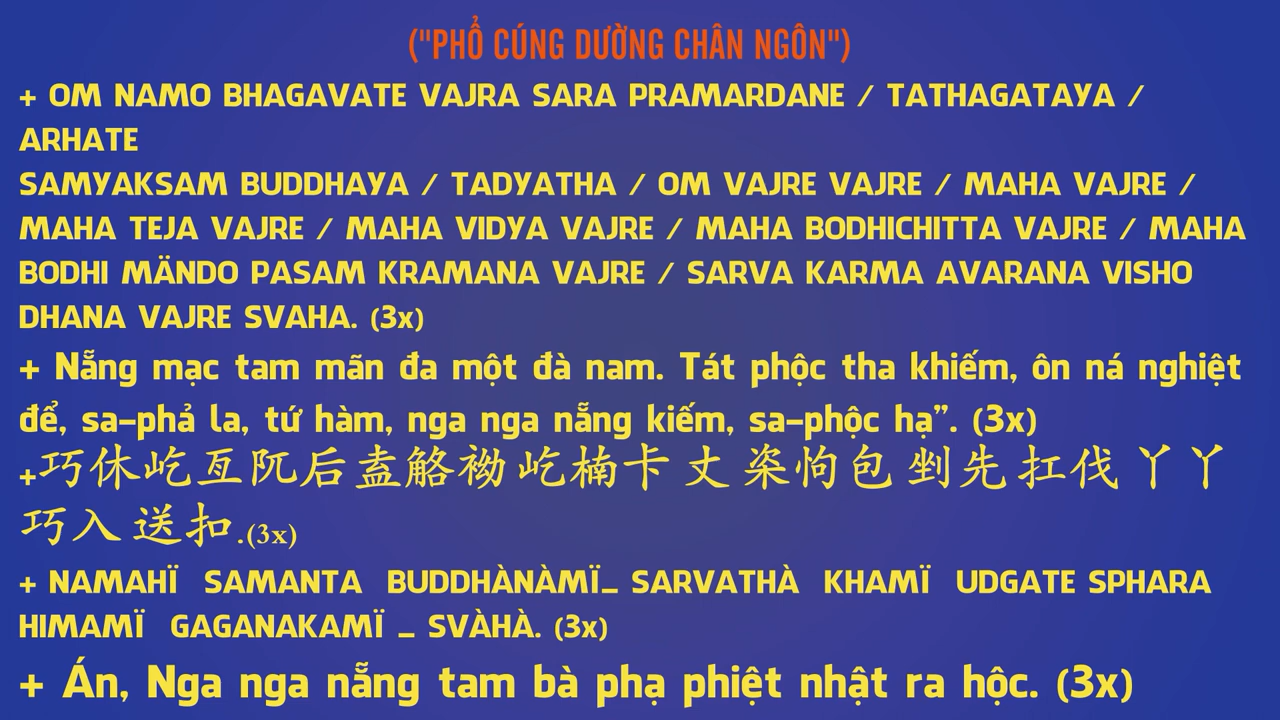 ("PHỔ CÚNG DƯỜNG CHÂN NGÔN")
+ OM NAMO BHAGAVATE VAJRA SARA PRAMARDANE / TATHAGATAYA /
ARHATE
SAMYAKSAM BUDDHAYA / TADYATHA / OM VAJRE VAJRE / MAHA VAJRE /
MAHA TEJA VAJRE / MAHA VIDYA VAJRE / MAHA BODHICHITTA VAJRE / MAHA
BODHI MÄNDO PASAM KRAMANA VAJRE / SARVA KARMA AVARANA VISHO
DHANA VAJRE SVAHA. (3x)
+ Nẵng mạc tam mãn đa một đà nam. Tát phộc tha khiếm, ôn ná nghiệt
để, sa-phả la, tứ hàm, nga nga nẵng kiếm, sa-phộc hạ”. (3x)
+巧休屹亙阢后盍觡袎屹楠卡丈桼怐包剉先扛伐丫丫
巧入送扣.(3x)
+ NAMAHÏ SAMANTA BUDDHÀNÀMÏ_ SARVATHÀ KHAMÏ UDGATE SPHARA
HIMAMÏ GAGANAKAMÏ _ SVÀHÀ. (3x)
+ Án, Nga nga nẵng tam bà phạ phiệt nhật ra hộc. (3x)